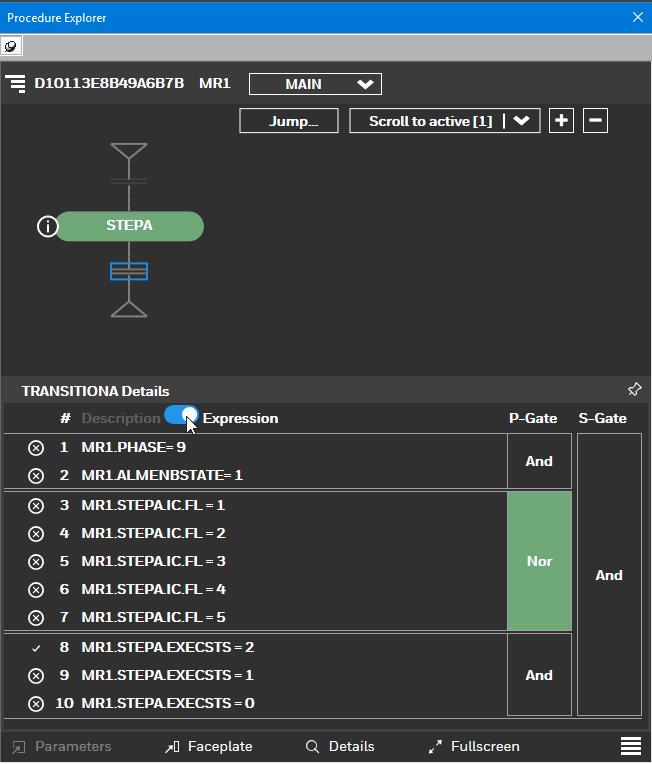 Procedure Explorer
D10113E8B49A6B7B MR1 MAIN
Jump... Scroll to active [1]
STEPA
TRANSITIONA Details
# Description Expression P-Gate S-Gate
1 MR1.PHASE= 9
And
2 MR1.ALMENBSTATE= 1
3 MR1.STEPA.IC.FL = 1
4 MR1.STEPA.IC.FL = 2
5 MR1.STEPA.IC.FL = 3
Nor
And
6 MR1.STEPA.IC.FL = 4
7 MR1.STEPA.IC.FL = 5
8 MR1.STEPA.EXECSTS = 2
9 MR1.STEPA.EXECSTS = 1
And
10 MR1.STEPA.EXECSTS = 0
Parameters Faceplate Details Fullscreen